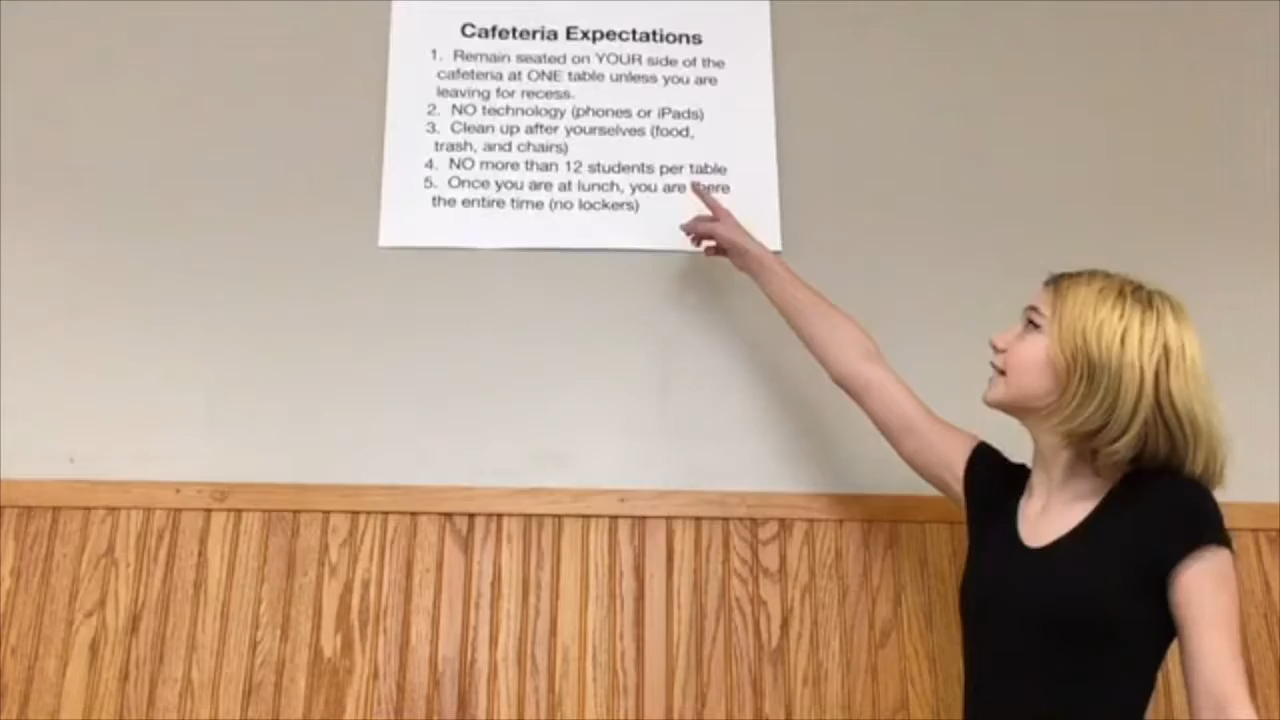 Cafeteria Expectations
1. Remain seated on YOUR side of the
cafeteria at ONE table unless you are
leaving for recess.
2. NO technology (phones or iPads)
3. Clean up after yourselves (food,
trash, and chairs)
4. NO more than 12 students per table
5. Once you are at lunch, you are there
the entire time (no lockers)